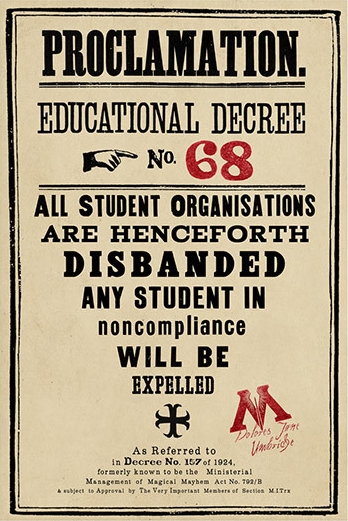 PROCLAMATION.
EDUCATIONAL DECREE
No. 68
ALL STUDENT ORGANISATIONS
ARE HENCEFORTH
DISBANDED
ANY STUDENT IN
noncompliance
WILL BE
EXPELLED
M
Dolores Jane
Umbridge
As Referred to
in Decree No. 157 of 1924,
formerly known to be the Ministerial
Management of Magical Mayhem Act No. 792/B
& subject to Approval by The Very Important Members of Section M.I.Trx